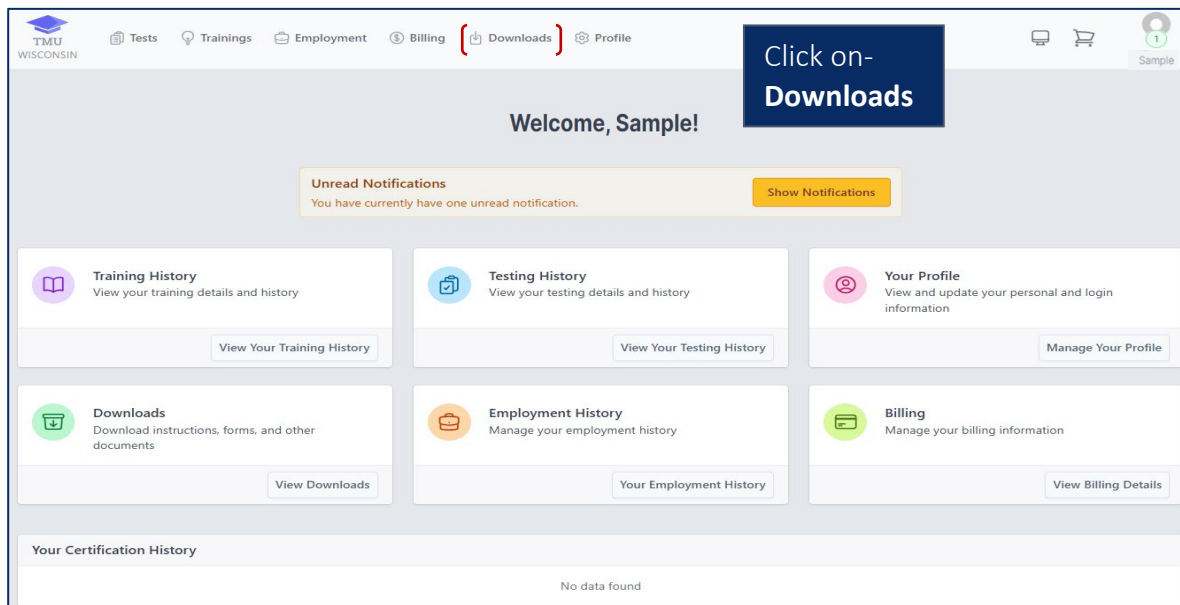 TMU
WISCONSIN
Tests
Trainings
Employment
Billing
Downloads
Profile
1
Sample
Click on-
Downloads
Welcome, Sample!
Unread Notifications
You have currently have one unread notification.
Show Notifications
Training History
View your training details and history
View Your Training History
Testing History
View your testing details and history
View Your Testing History
Your Profile
View and update your personal and login
information
Manage Your Profile
Downloads
Download instructions, forms, and other
documents
View Downloads
Employment History
Manage your employment history
Your Employment History
Billing
Manage your billing information
View Billing Details
Your Certification History
No data found